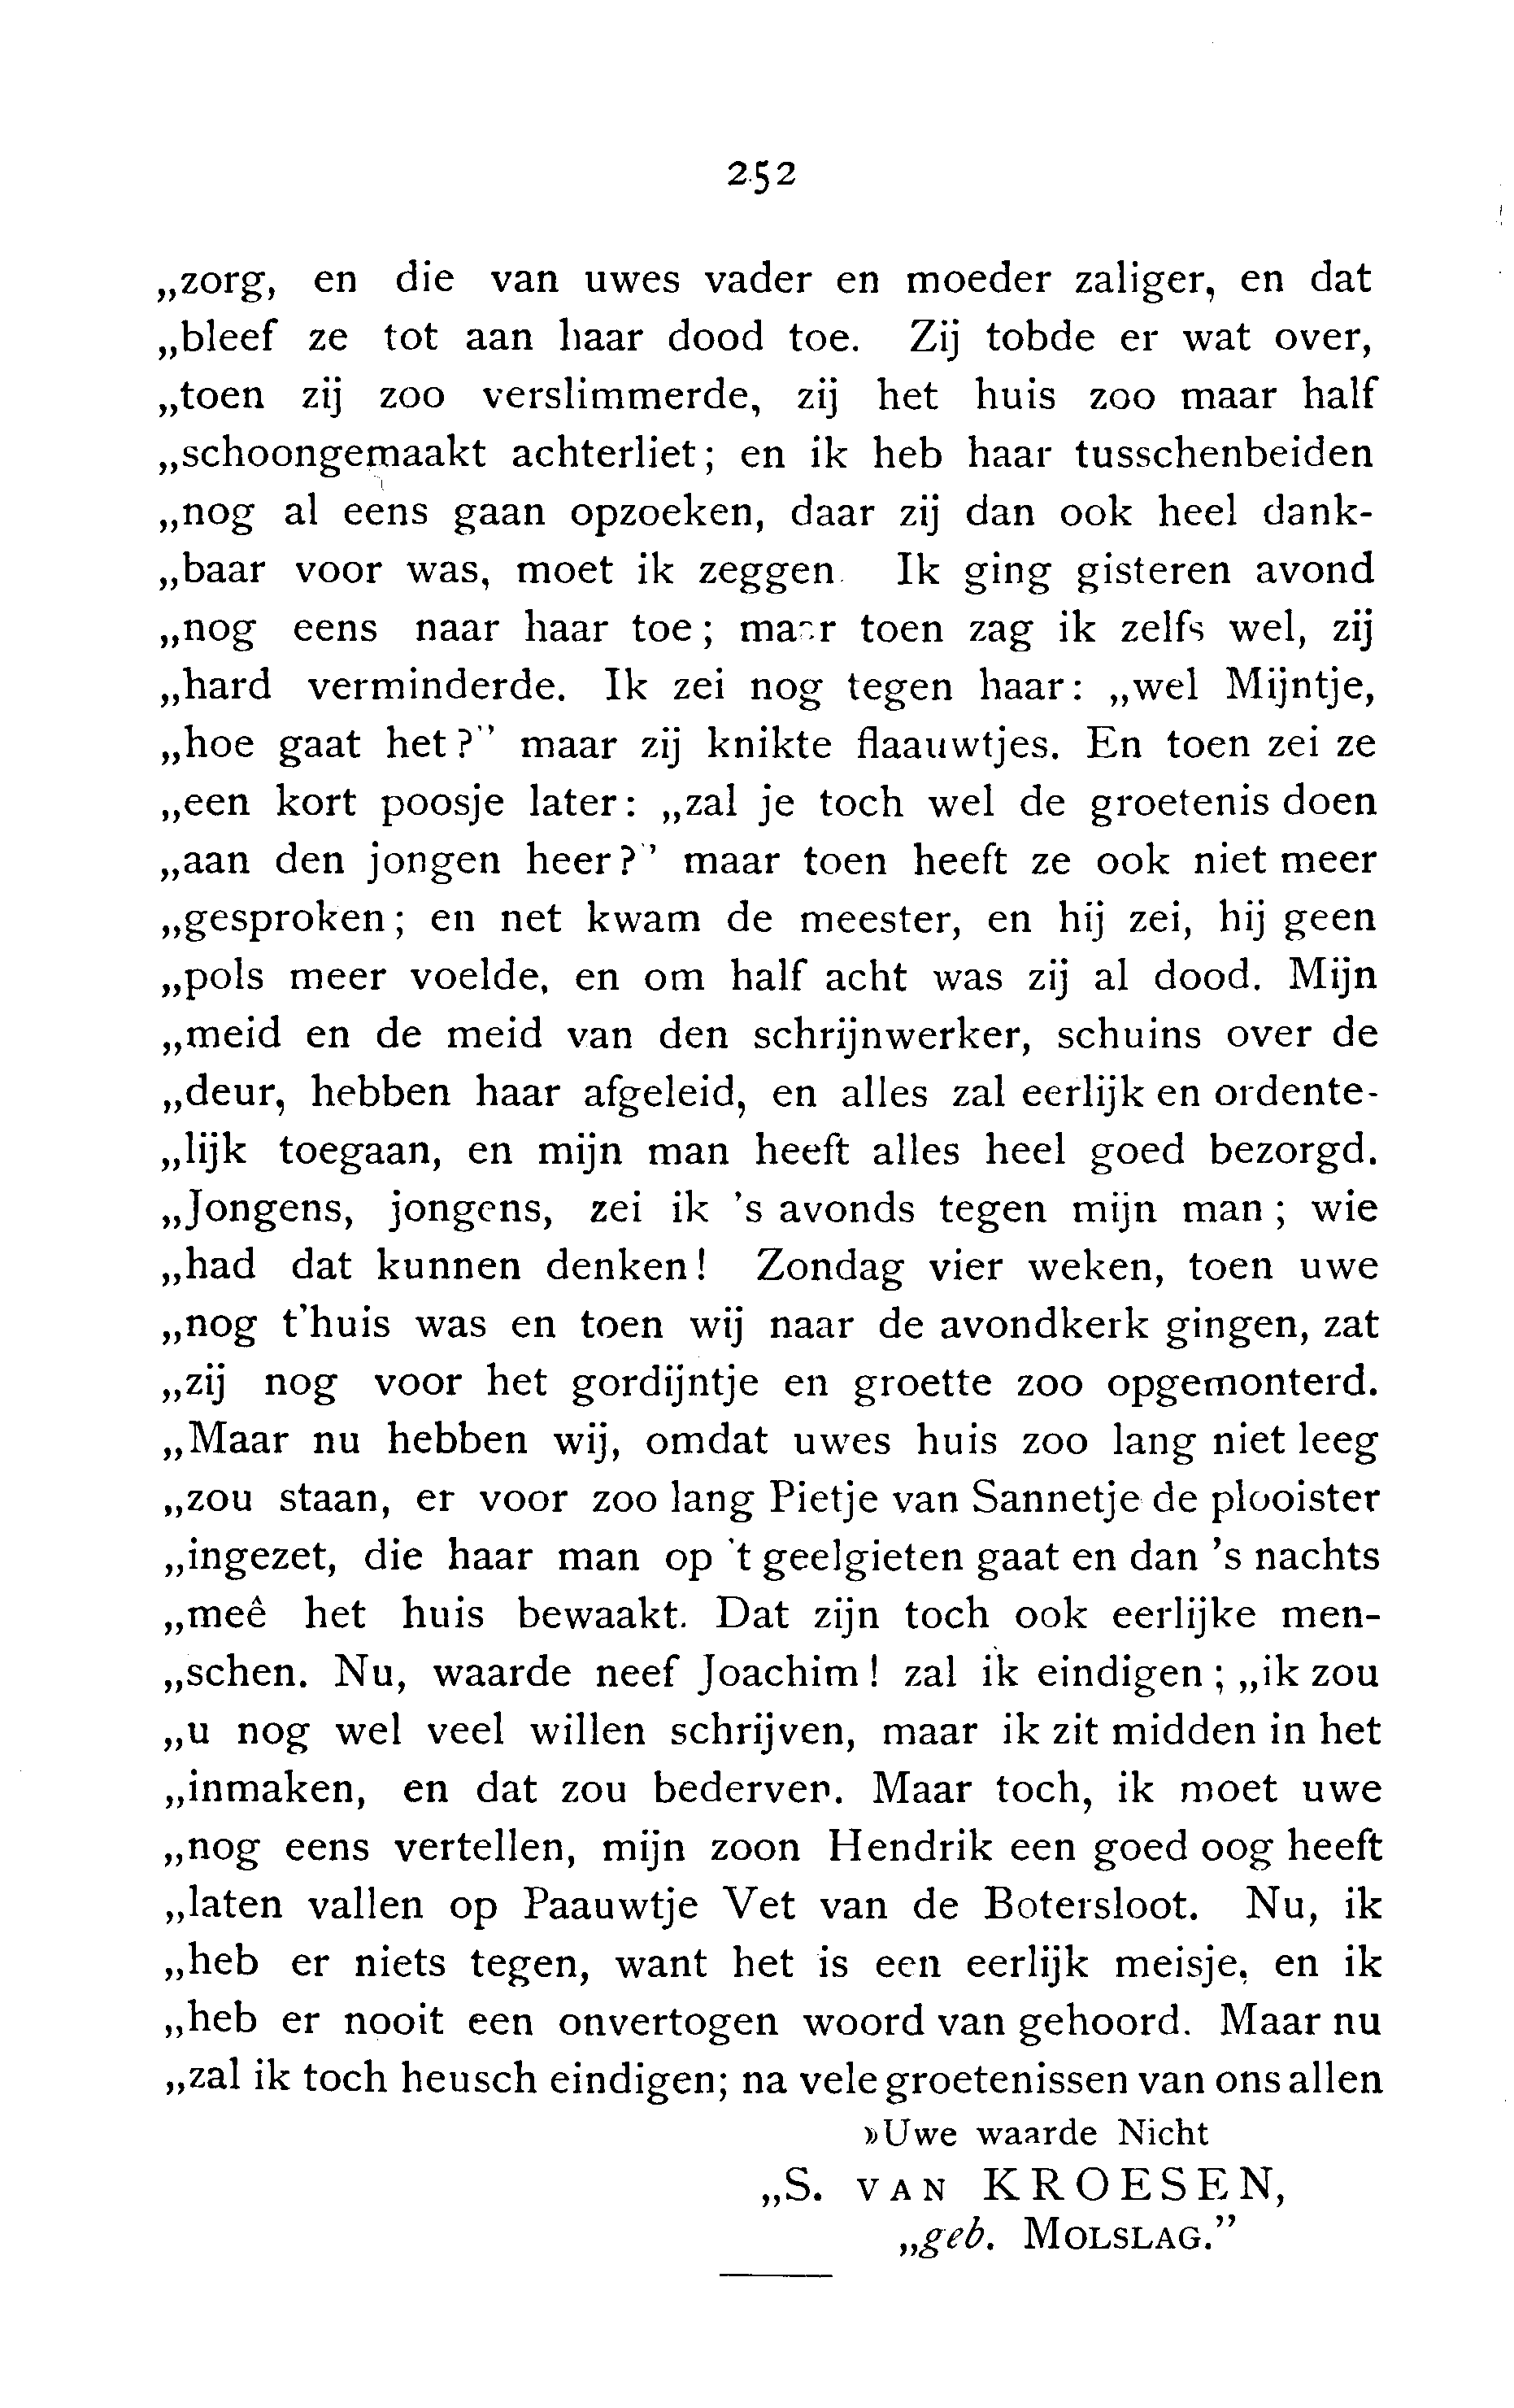 252
„zorg, en die van uwes vader en moeder zaliger, en dat
„bleef ze tot aan haar dood toe. Zij tobde er wat over,
„toen zij zoo verslimmerde, zij het huis zoo maar half
„schoongemaakt achterliet; en ik heb haar tusschenbeiden
„nog al eens gaan opzoeken, daar zij dan ook heel dank-
„baar voor was, moet ik zeggen. Ik ging gisteren avond
„nog eens naar haar toe; maar toen zag ik zelfs wel, zij
„hard verminderde. Ik zei nog tegen haar: „wel Mijntje,
„hoe gaat het?” maar zij knikte flaauwtjes. En toen zei ze
„een kort poosje later: „zal je toch wel de groetenis doen
„aan den jongen heer?” maar toen heeft ze ook niet meer
„gesproken; en net kwam de meester, en hij zei, hij geen
„pols meer voelde, en om half acht was zij al dood. Mijn
„meid en de meid van den schrijnwerker, schuins over de
„deur, hebben haar afgeleid, en alles zal eerlijk en ordente-
„lijk toegaan, en mijn man heeft alles heel goed bezorgd.
„Jongens, jongens, zei ik 's avonds tegen mijn man; wie
„had dat kunnen denken! Zondag vier weken, toen uwe
„nog t'huis was en toen wij naar de avondkerk gingen, zat
„zij nog voor het gordijntje en groette zoo opgemonterd.
„Maar nu hebben wij, omdat uwes huis zoo lang niet leeg
„zou staan, er voor zoo lang Pietje van Sannetje de plooister
„ingezet, die haar man op 't geelgieten gaat en dan 's nachts
„meê het huis bewaakt. Dat zijn toch ook eerlijke men-
„schen. Nu, waarde neef Joachim! zal ik eindigen; „ik zou
„u nog wel veel willen schrijven, maar ik zit midden in het
„inmaken, en dat zou bederven. Maar toch, ik moet uwe
„nog eens vertellen, mijn zoon Hendrik een goed oog heeft
„laten vallen op Paauwtje Vet van de Botersloot. Nu, ik
„heb er niets tegen, want het is een eerlijk meisje, en ik
„heb er nooit een onvertogen woord van gehoord. Maar nu
„zal ik toch heusch eindigen; na vele groetenissen van ons allen
»Uwe waarde Nicht
„S. VAN KROESEN,
„geb. MOLSLAG.”